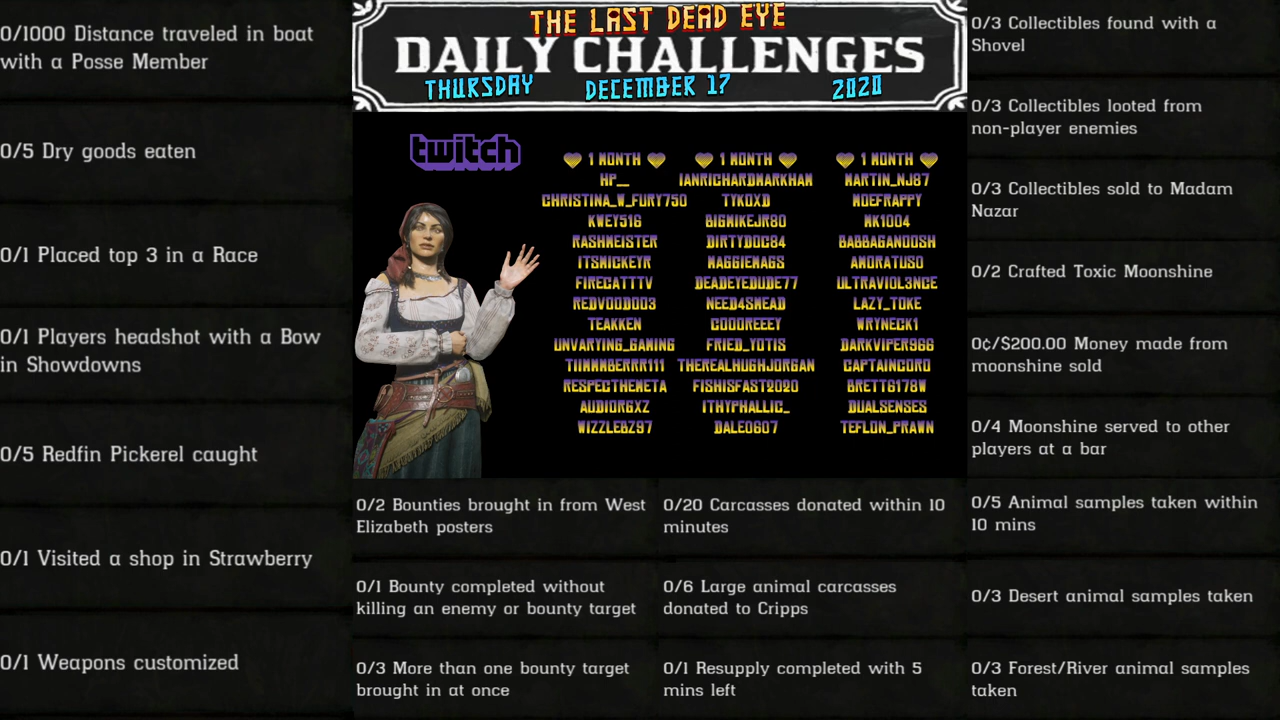 0/1000 Distance traveled in boat
with a Posse Member
0/5 Dry goods eaten
0/1 Placed top 3 in a Race
0/1 Players headshot with a Bow
in Showdowns
0/5 Redfin Pickerel caught
0/1 Visited a shop in Strawberry
0/1 Weapons customized
THE LAST DEAD EYE
DAILY CHALLENGES
THURSDAY DECEMBER 17 2020
twitch
1 MONTH
HP__
CHRISTINA_W_FURY750
KWEY516
RASHMEISTER
ITSMICKEYR
FIRECATTTV
REDVOOD003
TEAKKEN
UNVARYING_GAMING
TIIMMMBERRR111
RESPECTHEMETA
AUDIOR6XZ
WIZZLEBZ97
1 MONTH
IANRICHARDMARKHAM
TYKOXD
BIGMIKEJR80
DIRTYDOC84
MAGGIEMAGS
DEADEYEDUDE77
NEED4SMEAD
COOOREEEY
FRIED_YOTIS
THEREALHUGHJORGAN
FISHISFAST2020
ITHYPHALLIC_
DALE0607
1 MONTH
MARTIN_NJ87
MOEFRAPPY
MK1004
BABBAGANOOSH
AMORATUSO
ULTRAVIOL3NCE
LAZY_TOKE
WRYNECK1
DARKVIPER966
CAPTAINCORD
BRETT6178W
DUALSENSES
TEFLON_PRAWN
0/2 Bounties brought in from West
Elizabeth posters
0/1 Bounty completed without
killing an enemy or bounty target
0/3 More than one bounty target
brought in at once
0/20 Carcasses donated within 10
minutes
0/6 Large animal carcasses
donated to Cripps
0/1 Resupply completed with 5
mins left
0/3 Collectibles found with a
Shovel
0/3 Collectibles looted from
non-player enemies
0/3 Collectibles sold to Madam
Nazar
0/2 Crafted Toxic Moonshine
0¢/$200.00 Money made from
moonshine sold
0/4 Moonshine served to other
players at a bar
0/5 Animal samples taken within
10 mins
0/3 Desert animal samples taken
0/3 Forest/River animal samples
taken